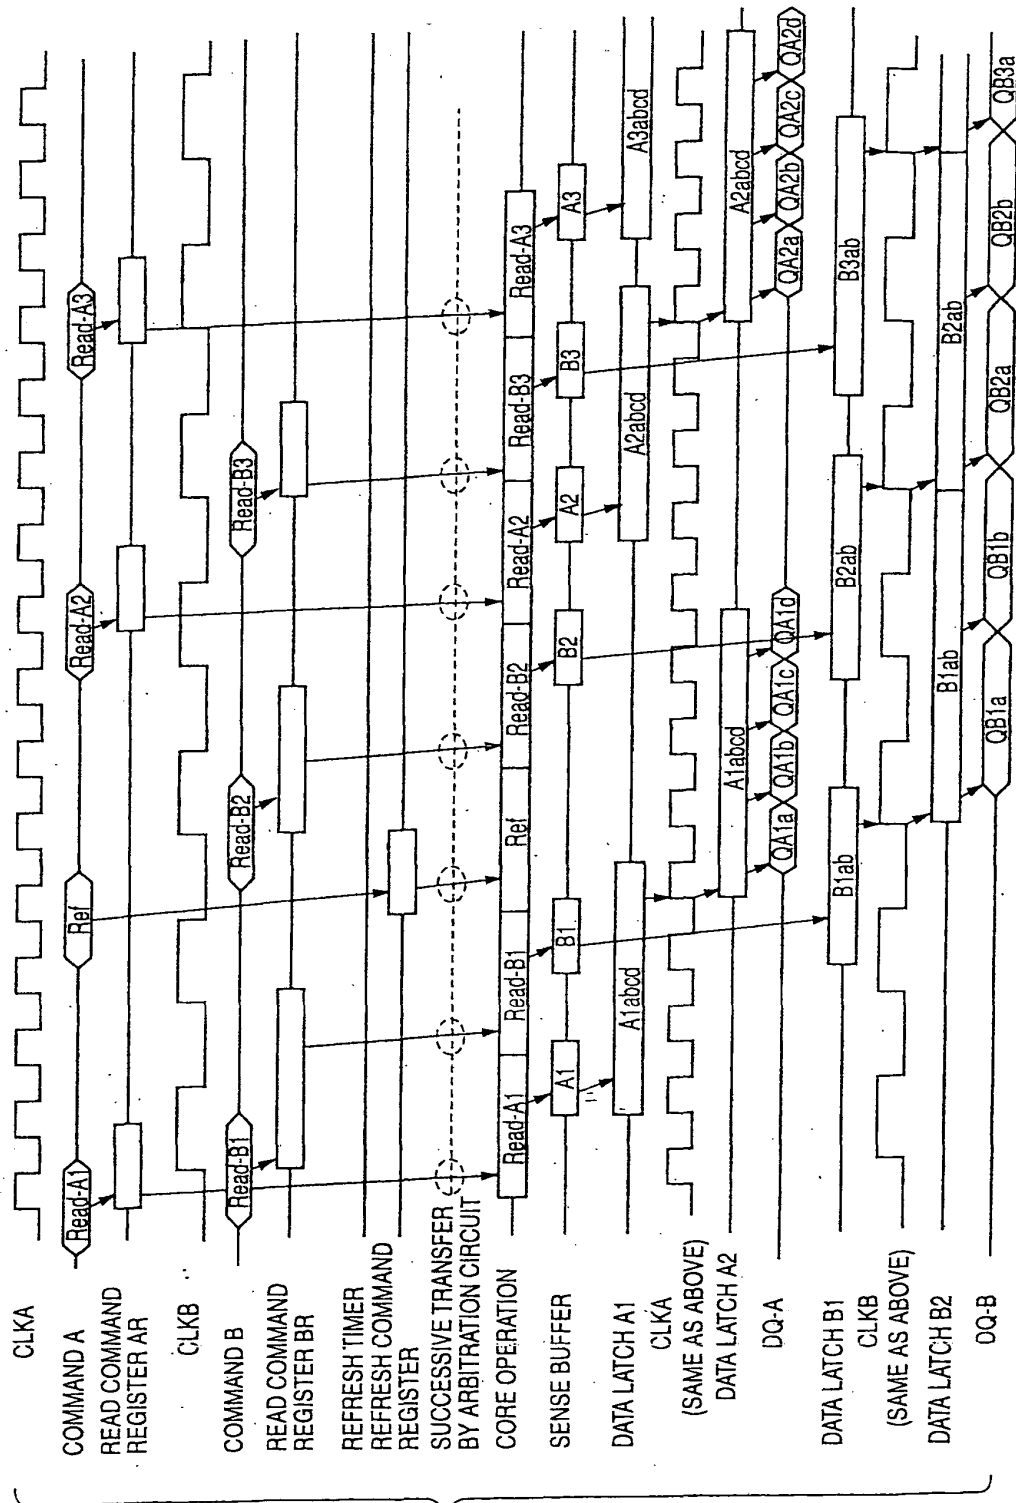 CLKA
COMMAND A
Read-A1
Ref
Read-A2
Read-A3
READ COMMAND
REGISTER AR
CLKB
COMMAND B
Read-B1
Read-B2
Read-B3
READ COMMAND
REGISTER BR
REFRESH TIMER
REFRESH COMMAND
REGISTER
SUCCESSIVE TRANSFER
BY ARBITRATION CIRCUIT
CORE OPERATION
Read-A1
Read-B1
Ref
Read-B2
Read-A2
Read-B3
Read-A3
SENSE BUFFER
A1
B1
B2
A2
B3
A3
DATA LATCH A1
A1abcd
A2abcd
A3abcd
CLKA
(SAME AS ABOVE)
DATA LATCH A2
A1abcd
A2abcd
DQ-A
QA1a
QA1b
QA1c
QA1d
QA2a
QA2b
QA2c
QA2d
DATA LATCH B1
B1ab
B2ab
B3ab
CLKB
(SAME AS ABOVE)
DATA LATCH B2
B1ab
B2ab
DQ-B
QB1a
QB1b
QB2a
QB2b
QB3a